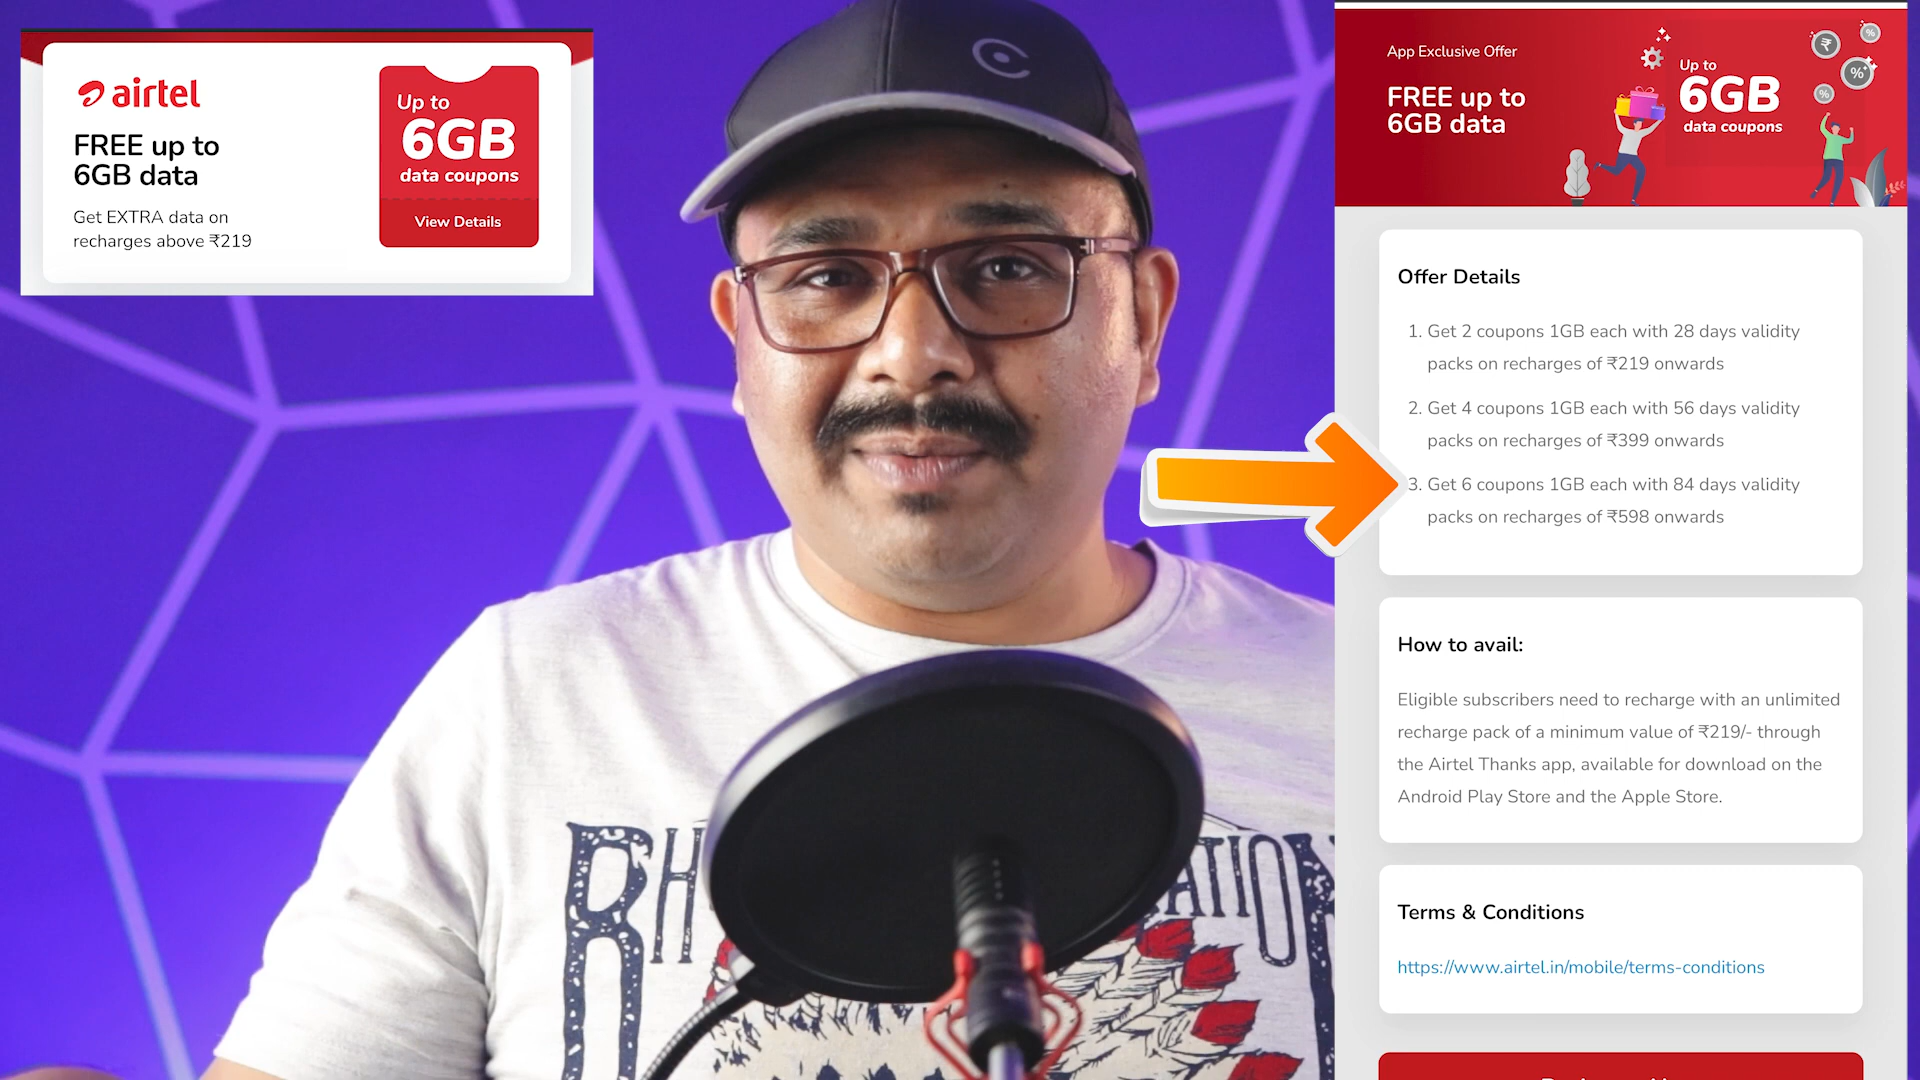 airtel
FREE up to
6GB data
Get EXTRA data on
recharges above ₹219
Up to
6GB
data coupons
View Details
App Exclusive Offer
FREE up to
6GB data
Up to
6GB
data coupons
Offer Details
1. Get 2 coupons 1GB each with 28 days validity
packs on recharges of ₹219 onwards
2. Get 4 coupons 1GB each with 56 days validity
packs on recharges of ₹399 onwards
3. Get 6 coupons 1GB each with 84 days validity
packs on recharges of ₹598 onwards
How to avail:
Eligible subscribers need to recharge with an unlimited
recharge pack of a minimum value of ₹219/- through
the Airtel Thanks app, available for download on the
Android Play Store and the Apple Store.
Terms & Conditions
https://www.airtel.in/mobile/terms-conditions